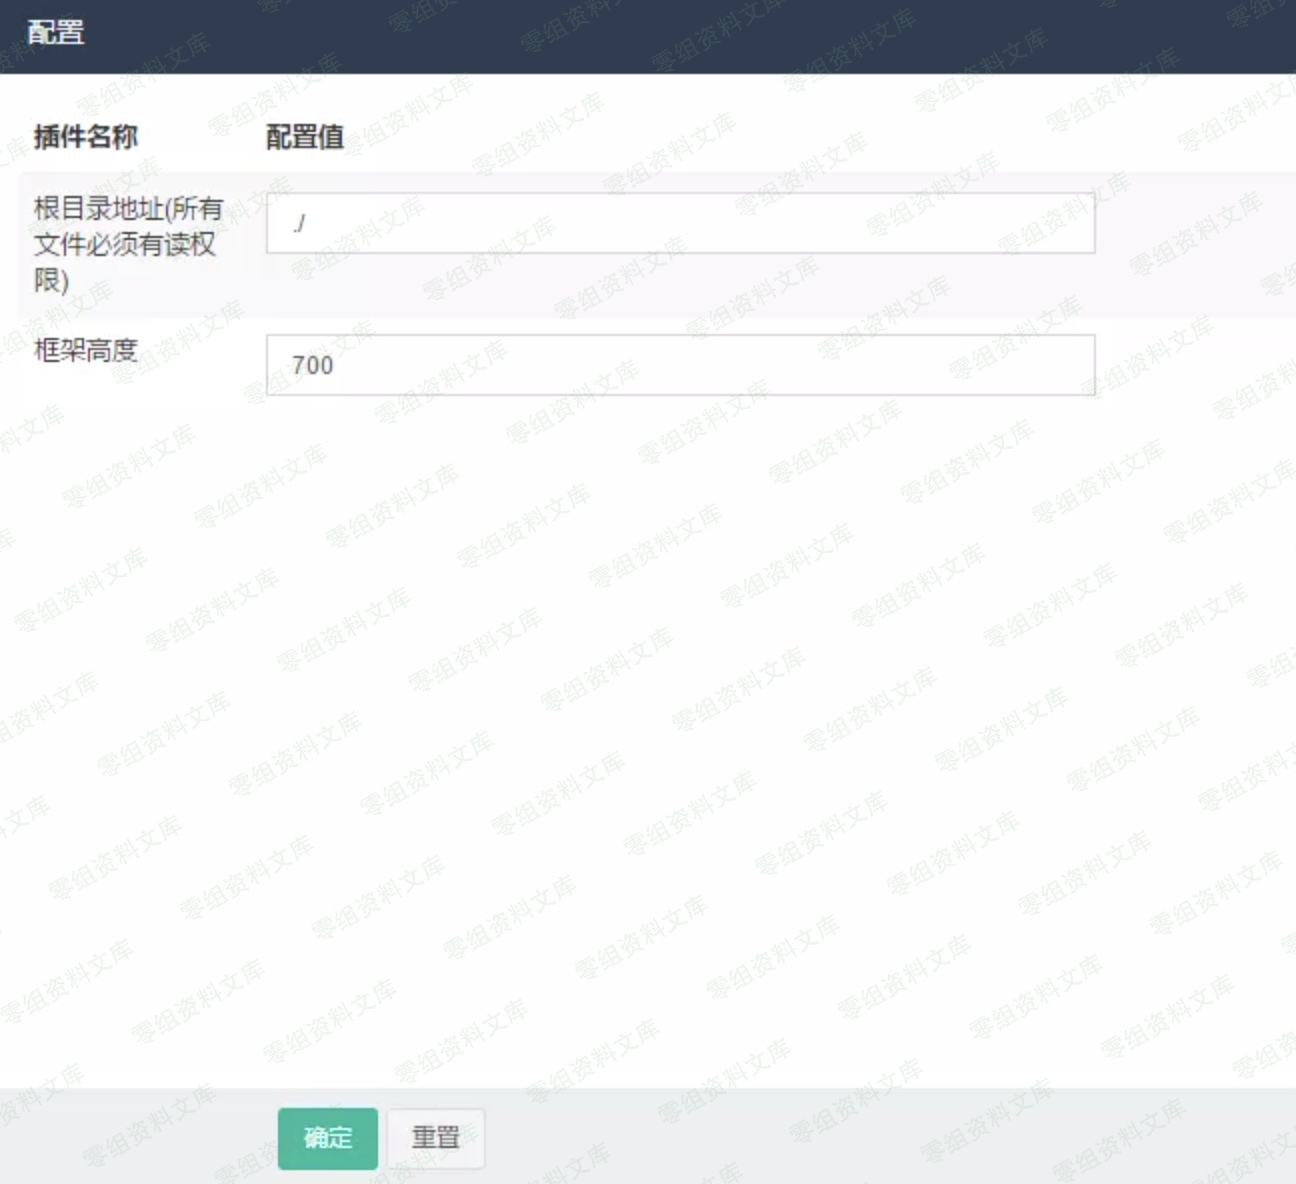 配置
插件名称 配置值
根目录地址(所有
文件必须有读权
限)
./
框架高度
700
确定 重置
零组资料文库